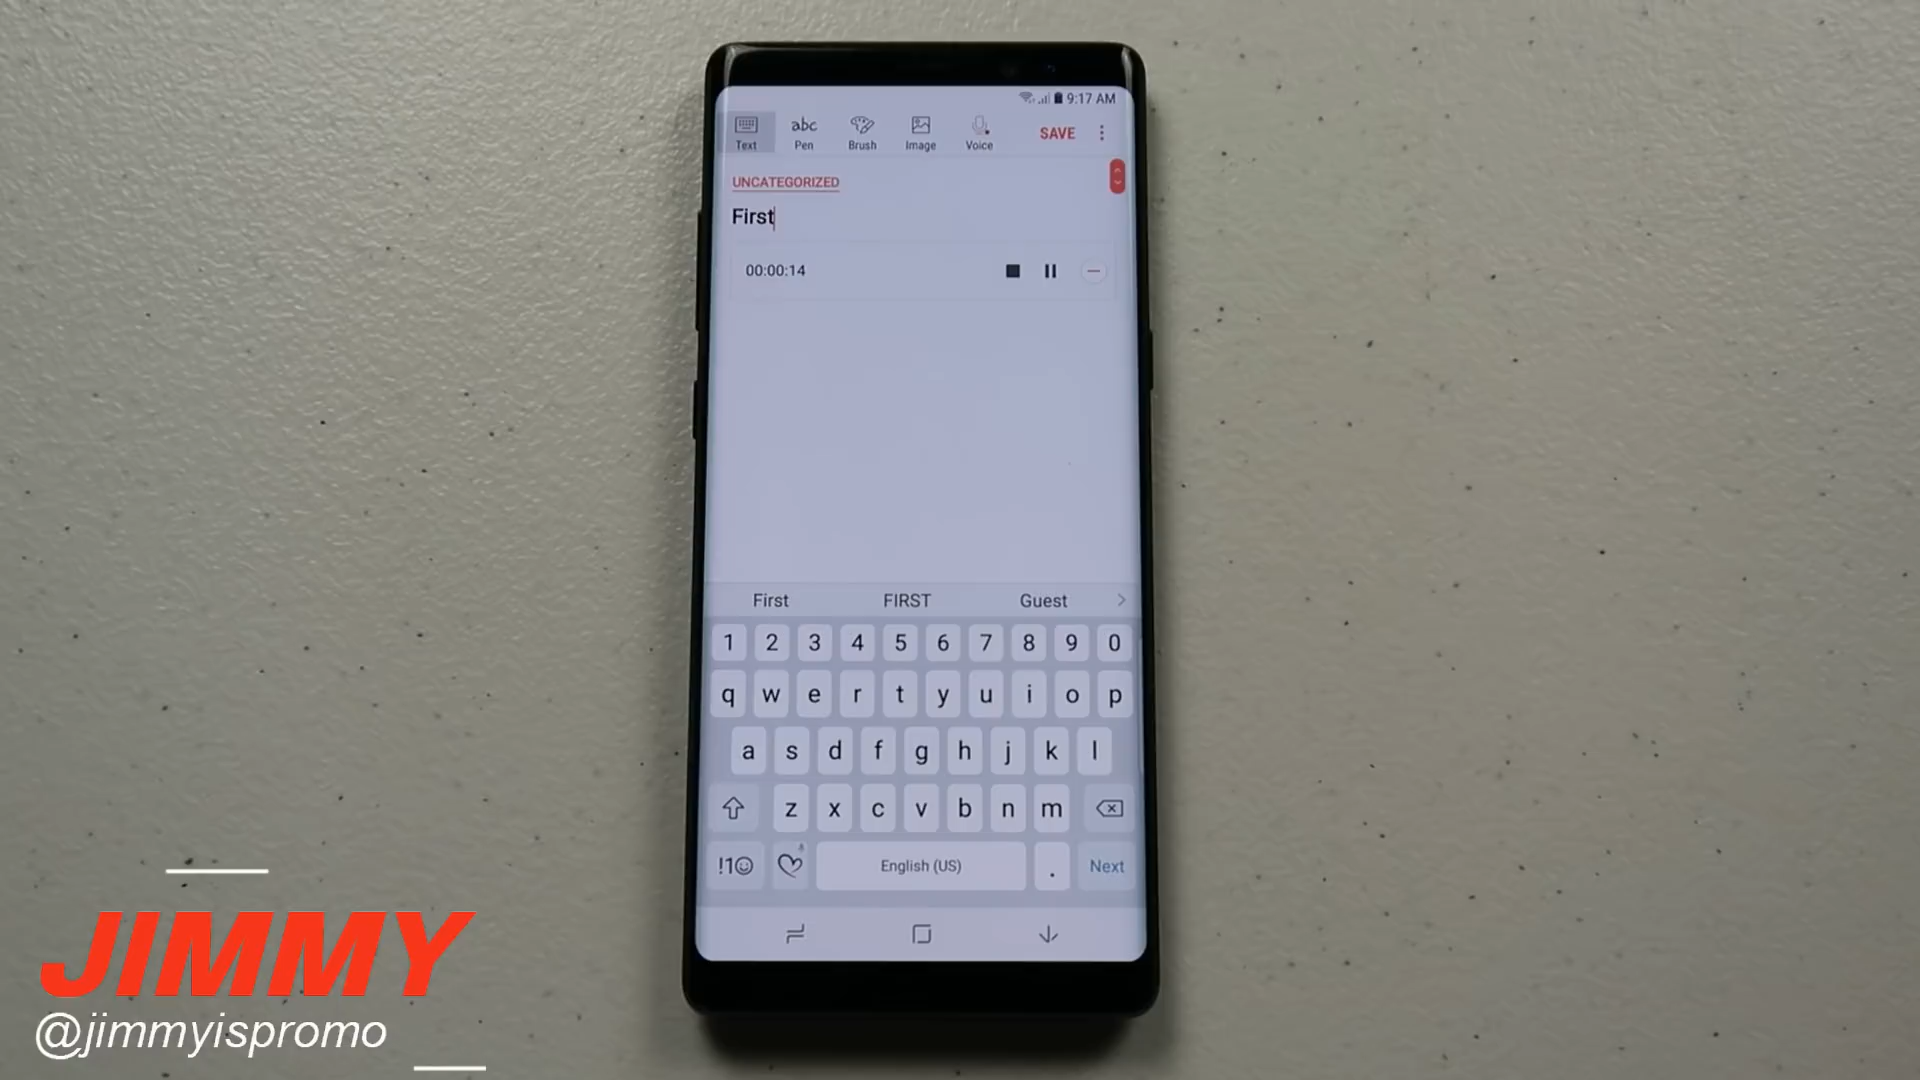 9:17 AM
Text
abc
Pen
Brush
Image
Voice
SAVE
UNCATEGORIZED
First
00:00:14
First FIRST Guest
1 2 3 4 5 6 7 8 9 0
q w e r t y u i o p
a s d f g h j k l
z x c v b n m
!1☺ English (US) . Next
JIMMY
@jimmyispromo